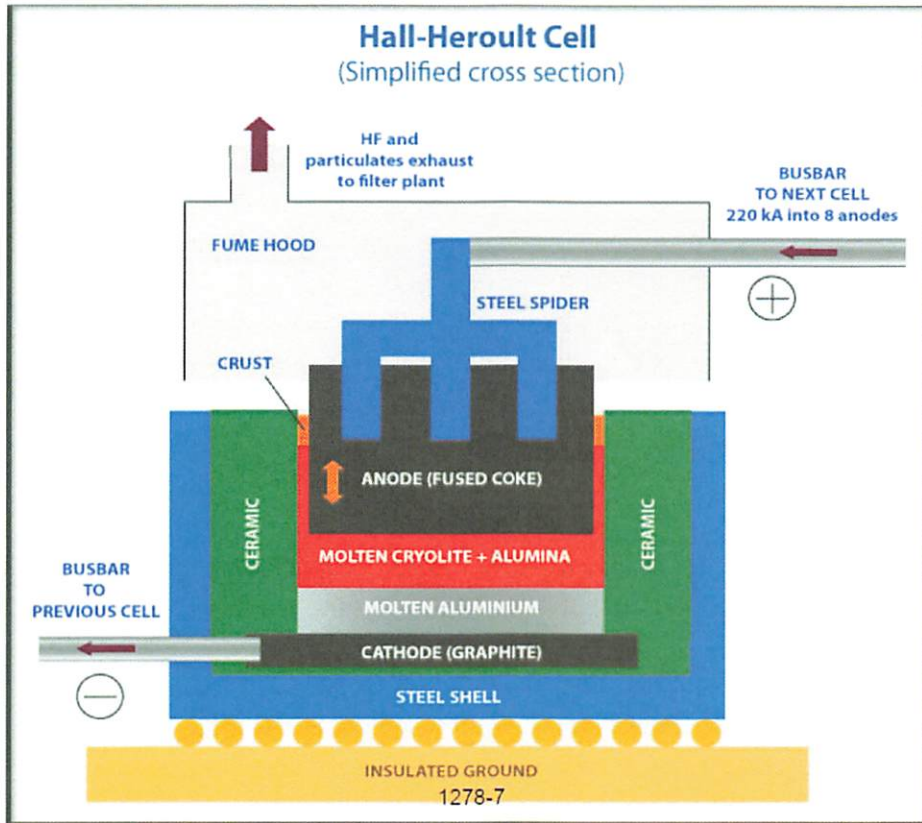 Hall-Heroult Cell
(Simplified cross section)
HF and
particulates exhaust
to filter plant
BUSBAR
TO NEXT CELL
220 kA into 8 anodes
FUME HOOD
STEEL SPIDER
CRUST
ANODE (FUSED COKE)
CERAMIC
CERAMIC
MOLTEN CRYOLITE + ALUMINA
BUSBAR
TO
PREVIOUS CELL
MOLTEN ALUMINIUM
CATHODE (GRAPHITE)
STEEL SHELL
INSULATED GROUND
1278-7